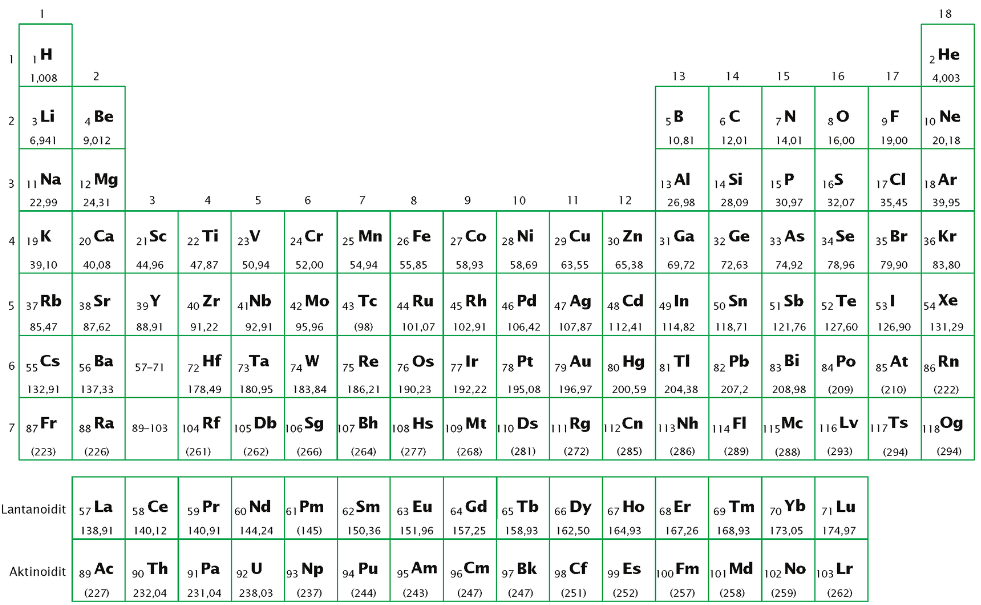 1 18
1 1 H 2 He
1,008 2 13 14 15 16 17 4,003
2 3 Li 4 Be 5 B 6 C 7 N 8 O 9 F 10 Ne
6,941 9,012 10,81 12,01 14,01 16,00 19,00 20,18
3 11 Na 12 Mg 13 Al 14 Si 15 P 16 S 17 Cl 18 Ar
22,99 24,31 3 4 5 6 7 8 9 10 11 12 26,98 28,09 30,97 32,07 35,45 39,95
4 19 K 20 Ca 21 Sc 22 Ti 23 V 24 Cr 25 Mn 26 Fe 27 Co 28 Ni 29 Cu 30 Zn 31 Ga 32 Ge 33 As 34 Se 35 Br 36 Kr
39,10 40,08 44,96 47,87 50,94 52,00 54,94 55,85 58,93 58,69 63,55 65,38 69,72 72,63 74,92 78,96 79,90 83,80
5 37 Rb 38 Sr 39 Y 40 Zr 41 Nb 42 Mo 43 Tc 44 Ru 45 Rh 46 Pd 47 Ag 48 Cd 49 In 50 Sn 51 Sb 52 Te 53 I 54 Xe
85,47 87,62 88,91 91,22 92,91 95,96 (98) 101,07 102,91 106,42 107,87 112,41 114,82 118,71 121,76 127,60 126,90 131,29
6 55 Cs 56 Ba 57–71 72 Hf 73 Ta 74 W 75 Re 76 Os 77 Ir 78 Pt 79 Au 80 Hg 81 Tl 82 Pb 83 Bi 84 Po 85 At 86 Rn
132,91 137,33 178,49 180,95 183,84 186,21 190,23 192,22 195,08 196,97 200,59 204,38 207,2 208,98 (209) (210) (222)
7 87 Fr 88 Ra 89–103 104 Rf 105 Db 106 Sg 107 Bh 108 Hs 109 Mt 110 Ds 111 Rg 112 Cn 113 Nh 114 Fl 115 Mc 116 Lv 117 Ts 118 Og
(223) (226) (261) (262) (266) (264) (277) (268) (281) (272) (285) (286) (289) (288) (293) (294) (294)
Lantanoidit 57 La 58 Ce 59 Pr 60 Nd 61 Pm 62 Sm 63 Eu 64 Gd 65 Tb 66 Dy 67 Ho 68 Er 69 Tm 70 Yb 71 Lu
138,91 140,12 140,91 144,24 (145) 150,36 151,96 157,25 158,93 162,50 164,93 167,26 168,93 173,05 174,97
Aktinoidit 89 Ac 90 Th 91 Pa 92 U 93 Np 94 Pu 95 Am 96 Cm 97 Bk 98 Cf 99 Es 100 Fm 101 Md 102 No 103 Lr
(227) 232,04 231,04 238,03 (237) (244) (243) (247) (247) (251) (252) (257) (258) (259) (262)